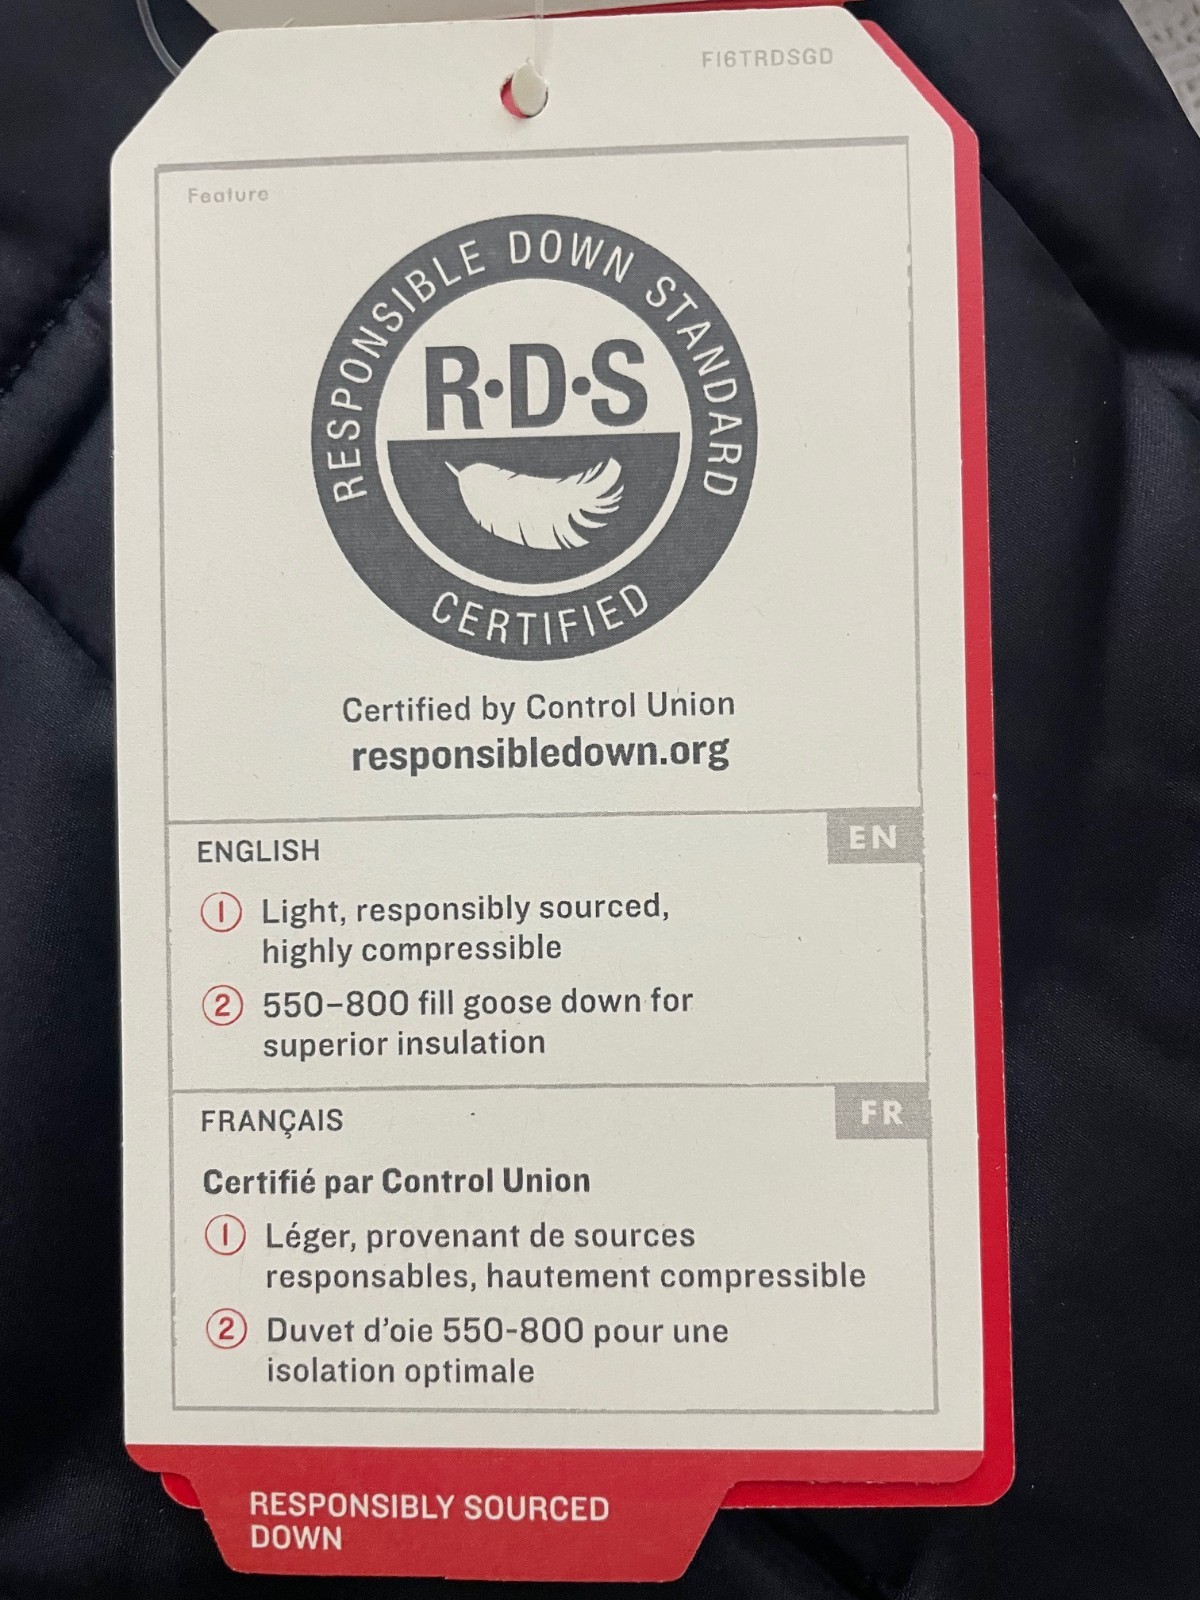 FI6TRDSGD
Feature
RESPONSIBLE DOWN STANDARD
R·D·S
CERTIFIED
Certified by Control Union
responsibledown.org
EN
ENGLISH
1 Light, responsibly sourced,
highly compressible
2 550–800 fill goose down for
superior insulation
FR
FRANÇAIS
Certifié par Control Union
1 Léger, provenant de sources
responsables, hautement compressible
2 Duvet d'oie 550-800 pour une
isolation optimale
RESPONSIBLY SOURCED
DOWN